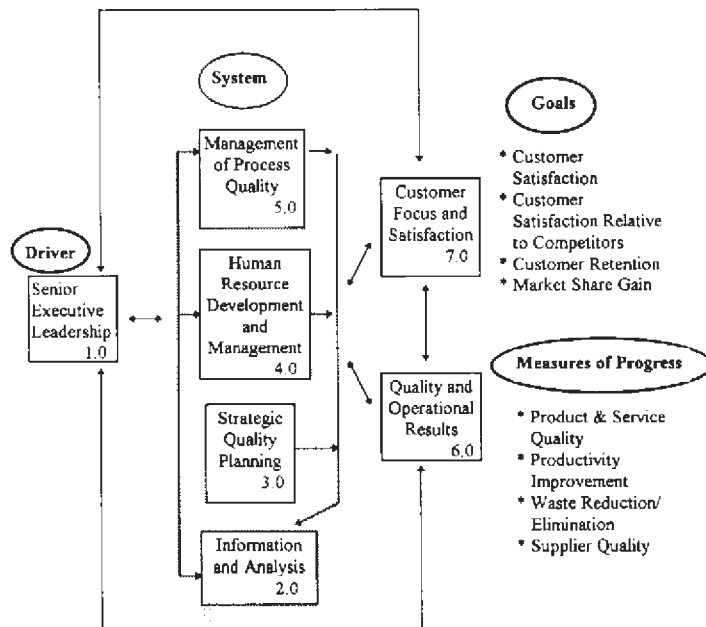 System
Management
of Process
Quality
5.0
Driver
Senior
Executive
Leadership
1.0
Human
Resource
Development
and
Management
4.0
Strategic
Quality
Planning
3.0
Information
and Analysis
2.0
Customer
Focus and
Satisfaction
7.0
Quality and
Operational
Results
6.0
Goals
* Customer
Satisfaction
* Customer
Satisfaction Relative
to Competitors
* Customer Retention
* Market Share Gain
Measures of Progress
* Product & Service
Quality
* Productivity
Improvement
* Waste Reduction/
Elimination
* Supplier Quality